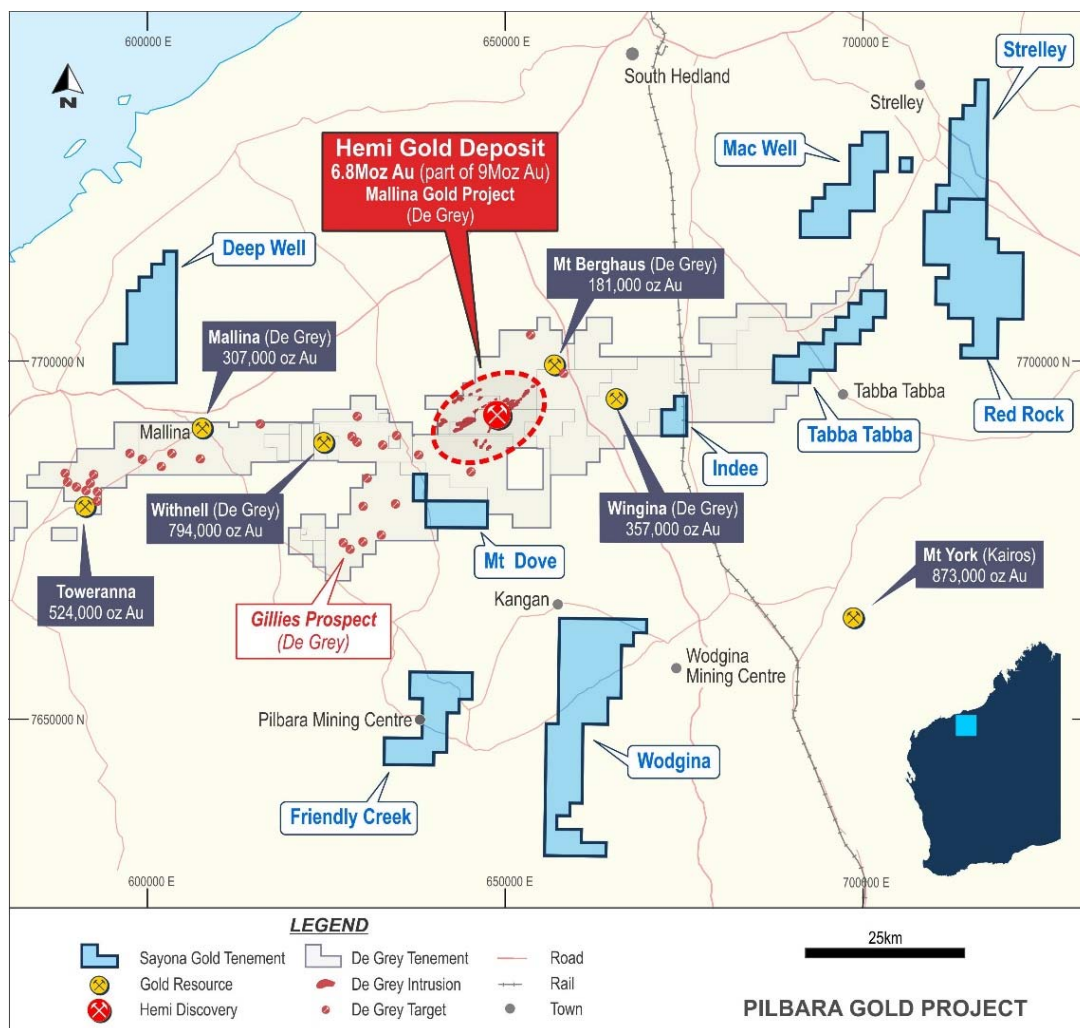 600000 E
650000 E
700000 E
N
South Hedland
Strelley
Strelley
Mac Well
Hemi Gold Deposit
6.8Moz Au (part of 9Moz Au)
Mallina Gold Project
(De Grey)
Deep Well
Mt Berghaus (De Grey)
181,000 oz Au
Mallina (De Grey)
307,000 oz Au
7700000 N
7700000 N
Tabba Tabba
Red Rock
Mallina
Tabba Tabba
Indee
Withnell (De Grey)
794,000 oz Au
Wingina (De Grey)
357,000 oz Au
Mt Dove
Mt York (Kairos)
873,000 oz Au
Toweranna
524,000 oz Au
Gillies Prospect
(De Grey)
Kangan
Wodgina
Mining Centre
7650000 N
Pilbara Mining Centre
Wodgina
Friendly Creek
600000 E
650000 E
700000 E
LEGEND
Sayona Gold Tenement
De Grey Tenement
Road
Gold Resource
De Grey Intrusion
Rail
Hemi Discovery
De Grey Target
Town
25km
PILBARA GOLD PROJECT